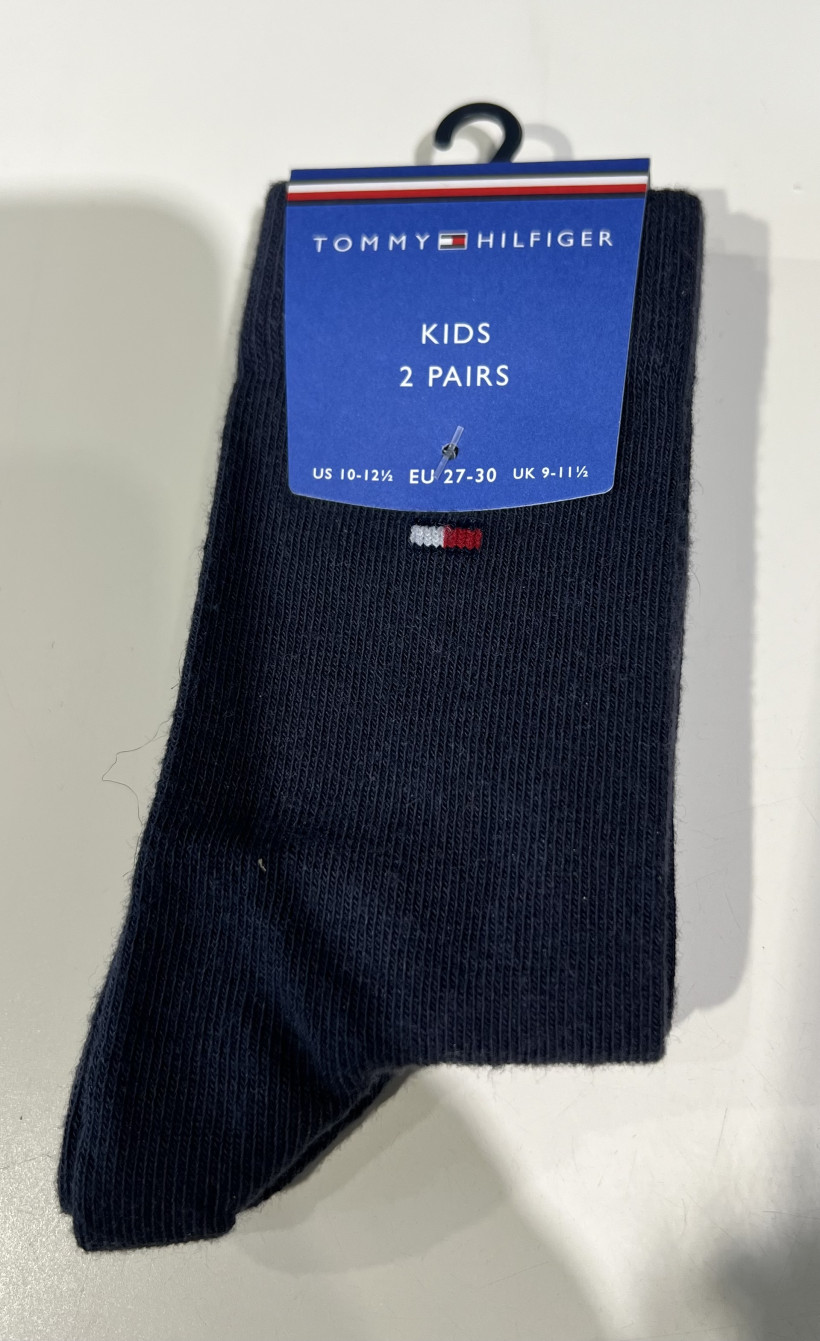 TOMMY HILFIGER
KIDS
2 PAIRS
US 10-12½ EU 27-30 UK 9-11½